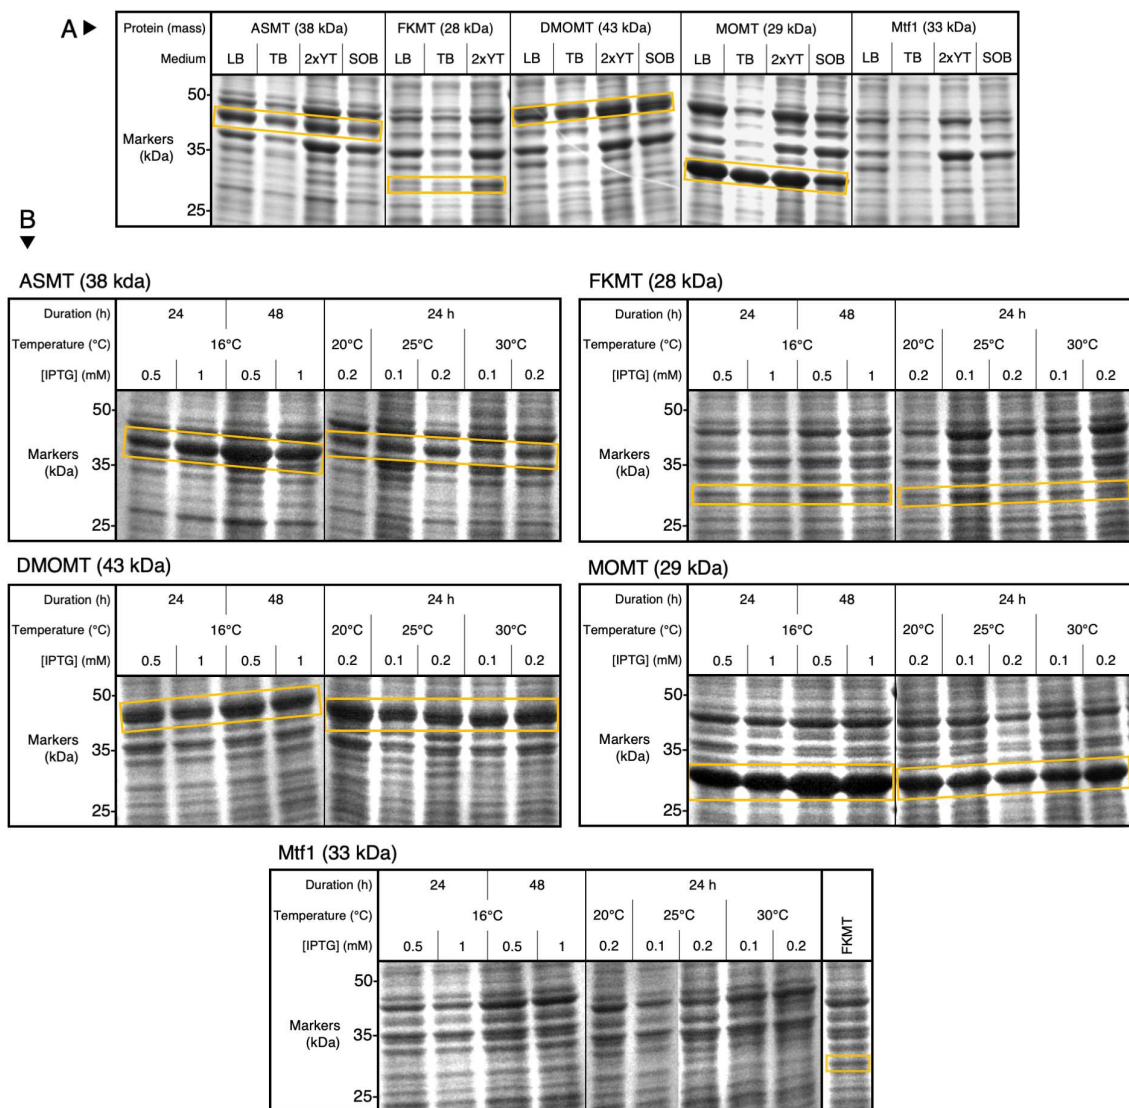 A
Protein (mass) ASMT (38 kDa) FKMT (28 kDa) DMOMT (43 kDa) MOMT (29 kDa) Mtf1 (33 kDa)
Medium LB TB 2xYT SOB LB TB 2xYT LB TB 2xYT SOB LB TB 2xYT SOB LB TB 2xYT SOB
50
Markers
(kDa)
35
25
B
ASMT (38 kda)
Duration (h) 24 48 24 h
Temperature (°C) 16°C 20°C 25°C 30°C
[IPTG] (mM) 0.5 1 0.5 1 0.2 0.1 0.2 0.1 0.2
50
Markers
(kDa)
35
25
FKMT (28 kDa)
Duration (h) 24 48 24 h
Temperature (°C) 16°C 20°C 25°C 30°C
[IPTG] (mM) 0.5 1 0.5 1 0.2 0.1 0.2 0.1 0.2
50
Markers
(kDa)
35
25
DMOMT (43 kDa)
Duration (h) 24 48 24 h
Temperature (°C) 16°C 20°C 25°C 30°C
[IPTG] (mM) 0.5 1 0.5 1 0.2 0.1 0.2 0.1 0.2
50
Markers
(kDa)
35
25
MOMT (29 kDa)
Duration (h) 24 48 24 h
Temperature (°C) 16°C 20°C 25°C 30°C
[IPTG] (mM) 0.5 1 0.5 1 0.2 0.1 0.2 0.1 0.2
50
Markers
(kDa)
35
25
Mtf1 (33 kDa)
Duration (h) 24 48 24 h
Temperature (°C) 16°C 20°C 25°C 30°C
[IPTG] (mM) 0.5 1 0.5 1 0.2 0.1 0.2 0.1 0.2
FKMT
50
Markers
(kDa)
35
25